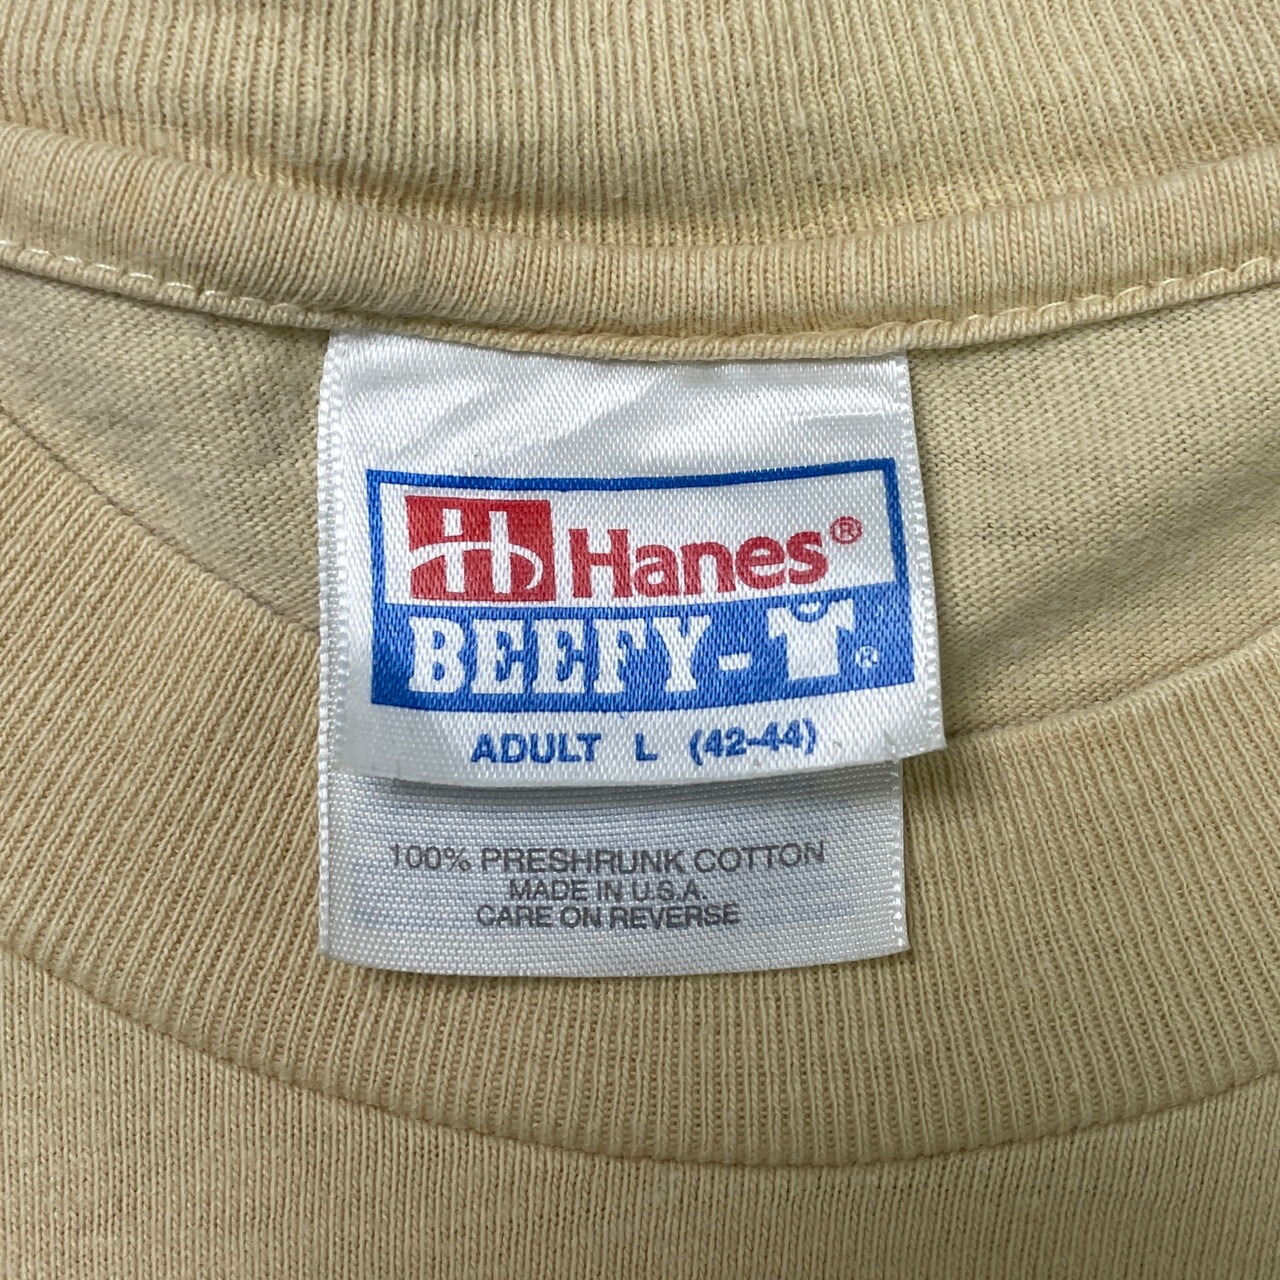 Hanes®
BEEFY-T®
ADULT L (42-44)
100% PRESHRUNK COTTON
MADE IN U.S.A.
CARE ON REVERSE